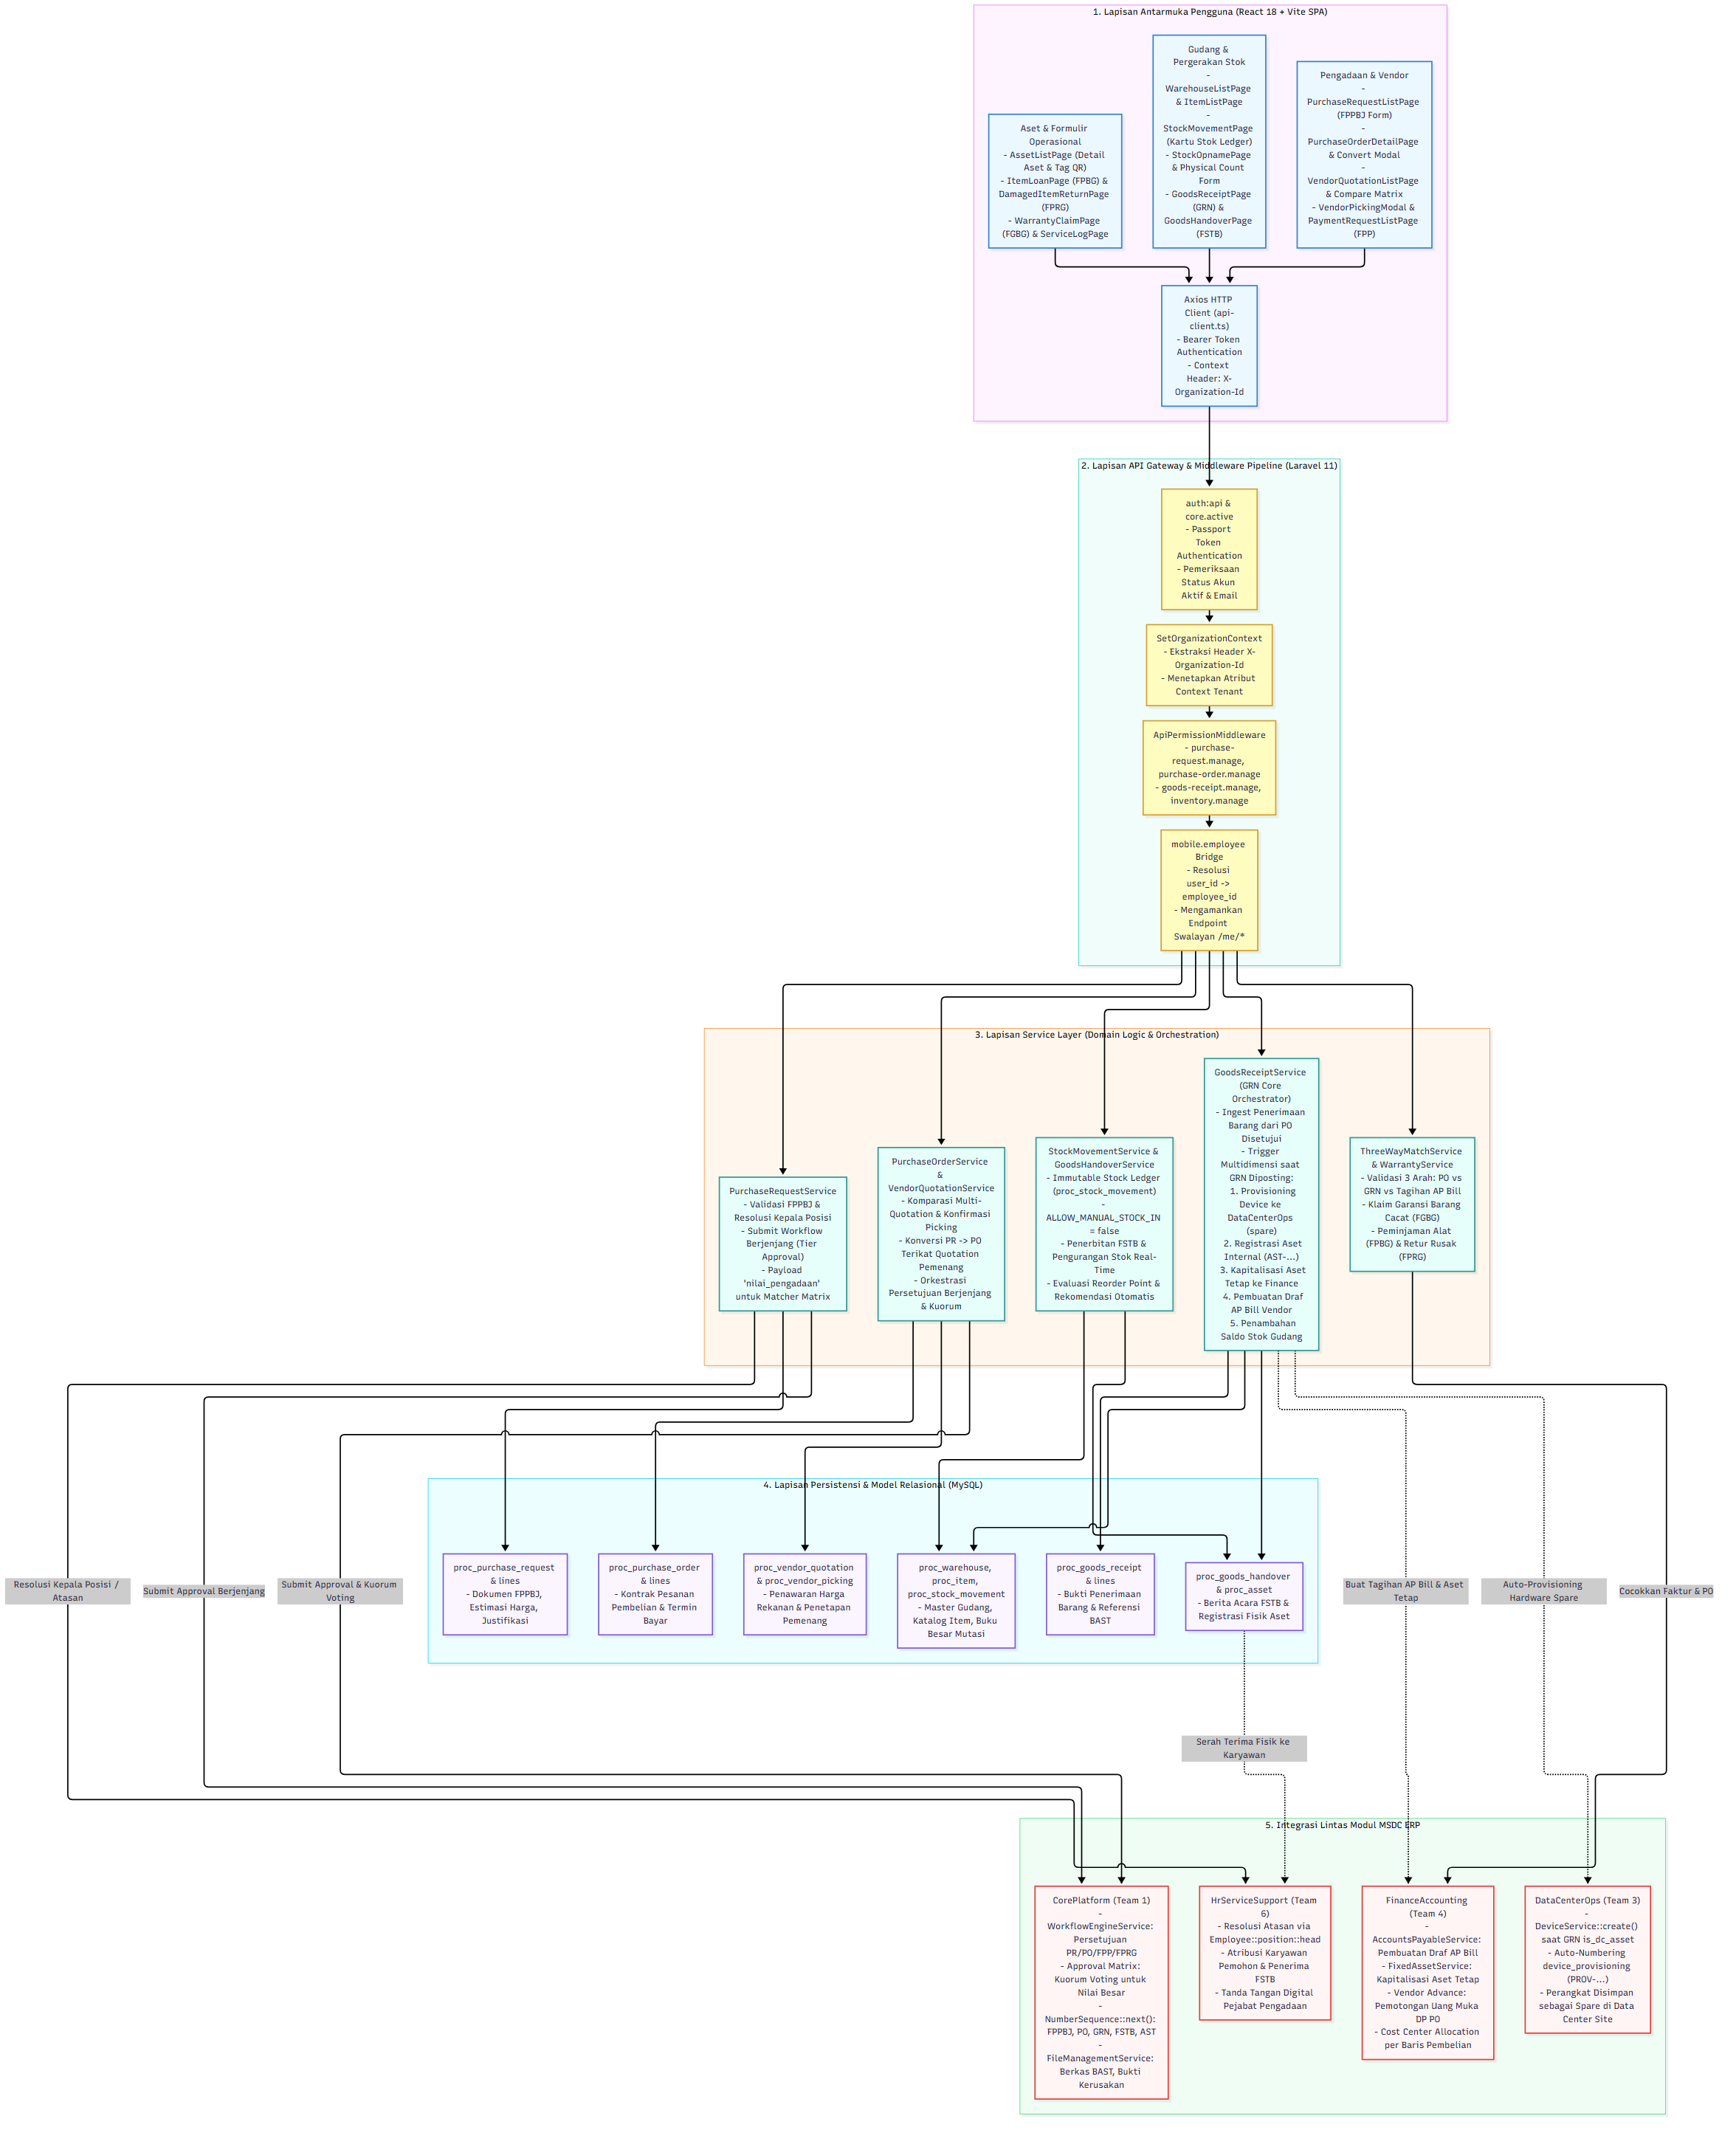 1. Lapisan Antarmuka Pengguna (React 18 + Vite SPA)
Aset & Formulir
Operasional
- AssetListPage (Detail
Aset & Tag QR)
- ItemLoanPage (FPBG) &
DamagedItemReturnPage
(FPRG)
- WarrantyClaimPage
(FGBG) & ServiceLogPage
Gudang &
Pergerakan Stok
-
WarehouseListPage
& ItemListPage
-
StockMovementPage
(Kartu Stok Ledger)
- StockOpnamePage
& Physical Count
Form
- GoodsReceiptPage
(GRN) &
GoodsHandoverPage
(FSTB)
Pengadaan & Vendor
-
PurchaseRequestListPage
(FPPBJ Form)
-
PurchaseOrderDetailPage
& Convert Modal
-
VendorQuotationListPage
& Compare Matrix
- VendorPickingModal &
PaymentRequestListPage
(FPP)
Axios HTTP
Client (api-
client.ts)
- Bearer Token
Authentication
- Context
Header: X-
Organization-Id
2. Lapisan API Gateway & Middleware Pipeline (Laravel 11)
auth:api &
core.active
- Passport
Token
Authentication
- Pemeriksaan
Status Akun
Aktif & Email
SetOrganizationContext
- Ekstraksi Header X-
Organization-Id
- Menetapkan Atribut
Context Tenant
ApiPermissionMiddleware
- purchase-
request.manage,
purchase-order.manage
- goods-receipt.manage,
inventory.manage
mobile.employee
Bridge
- Resolusi
user_id ->
employee_id
- Mengamankan
Endpoint
Swalayan /me/*
3. Lapisan Service Layer (Domain Logic & Orchestration)
PurchaseRequestService
- Validasi FPPBJ &
Resolusi Kepala Posisi
- Submit Workflow
Berjenjang (Tier
Approval)
- Payload
'nilai_pengadaan'
untuk Matcher Matrix
PurchaseOrderService
&
VendorQuotationService
- Komparasi Multi-
Quotation & Konfirmasi
Picking
- Konversi PR -> PO
Terikat Quotation
Pemenang
- Orkestrasi
Persetujuan Berjenjang
& Kuorum
StockMovementService &
GoodsHandoverService
- Immutable Stock Ledger
(proc_stock_movement)
-
ALLOW_MANUAL_STOCK_IN
= false
- Penerbitan FSTB &
Pengurangan Stok Real-
Time
- Evaluasi Reorder Point &
Rekomendasi Otomatis
GoodsReceiptService
(GRN Core
Orchestrator)
- Ingest Penerimaan
Barang dari PO
Disetujui
- Trigger
Multidimensi saat
GRN Diposting:
1. Provisioning
Device ke
DataCenterOps
(spare)
2. Registrasi Aset
Internal (AST-...)
3. Kapitalisasi Aset
Tetap ke Finance
4. Pembuatan Draf
AP Bill Vendor
5. Penambahan
Saldo Stok Gudang
ThreeWayMatchService
& WarrantyService
- Validasi 3 Arah: PO vs
GRN vs Tagihan AP Bill
- Klaim Garansi Barang
Cacat (FGBG)
- Peminjaman Alat
(FPBG) & Retur Rusak
(FPRG)
4. Lapisan Persistensi & Model Relasional (MySQL)
proc_purchase_request
& lines
- Dokumen FPPBJ,
Estimasi Harga,
Justifikasi
proc_purchase_order
& lines
- Kontrak Pesanan
Pembelian & Termin
Bayar
proc_vendor_quotation
& proc_vendor_picking
- Penawaran Harga
Rekanan & Penetapan
Pemenang
proc_warehouse,
proc_item,
proc_stock_movement
- Master Gudang,
Katalog Item, Buku
Besar Mutasi
proc_goods_receipt
& lines
- Bukti Penerimaan
Barang & Referensi
BAST
proc_goods_handover
& proc_asset
- Berita Acara FSTB &
Registrasi Fisik Aset
Resolusi Kepala Posisi /
Atasan
Submit Approval Berjenjang
Submit Approval & Kuorum
Voting
Buat Tagihan AP Bill & Aset
Tetap
Auto-Provisioning
Hardware Spare
Cocokkan Faktur & PO
Serah Terima Fisik ke
Karyawan
5. Integrasi Lintas Modul MSDC ERP
CorePlatform (Team 1)
-
WorkflowEngineService:
Persetujuan
PR/PO/FPP/FPRG
- Approval Matrix:
Kuorum Voting untuk
Nilai Besar
-
NumberSequence::next():
FPPBJ, PO, GRN, FSTB, AST
-
FileManagementService:
Berkas BAST, Bukti
Kerusakan
HrServiceSupport (Team
6)
- Resolusi Atasan via
Employee::position::head
- Atribusi Karyawan
Pemohon & Penerima
FSTB
- Tanda Tangan Digital
Pejabat Pengadaan
FinanceAccounting
(Team 4)
-
AccountsPayableService:
Pembuatan Draf AP Bill
- FixedAssetService:
Kapitalisasi Aset Tetap
- Vendor Advance:
Pemotongan Uang Muka
DP PO
- Cost Center Allocation
per Baris Pembelian
DataCenterOps (Team 3)
-
DeviceService::create()
saat GRN is_dc_asset
- Auto-Numbering
device_provisioning
(PROV-...)
- Perangkat Disimpan
sebagai Spare di Data
Center Site